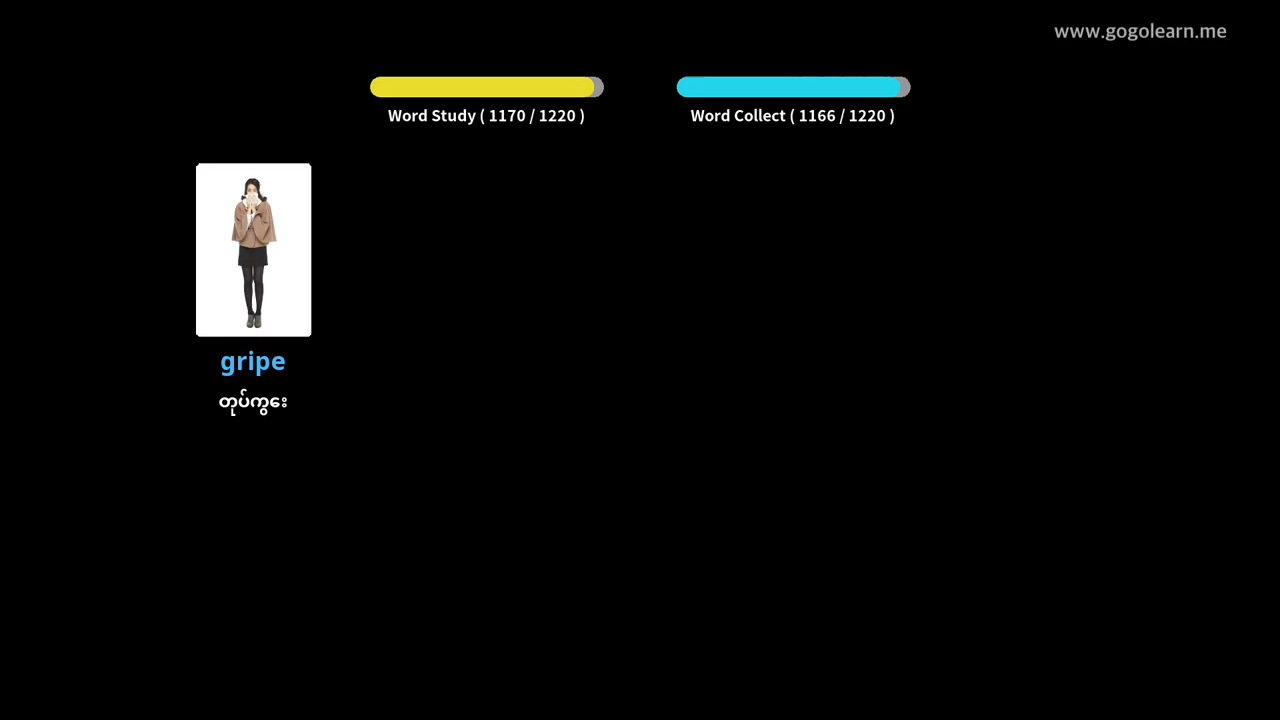 www.gogolearn.me
Word Study ( 1170 / 1220 )
Word Collect ( 1166 / 1220 )
gripe
တုပ်ကွေး